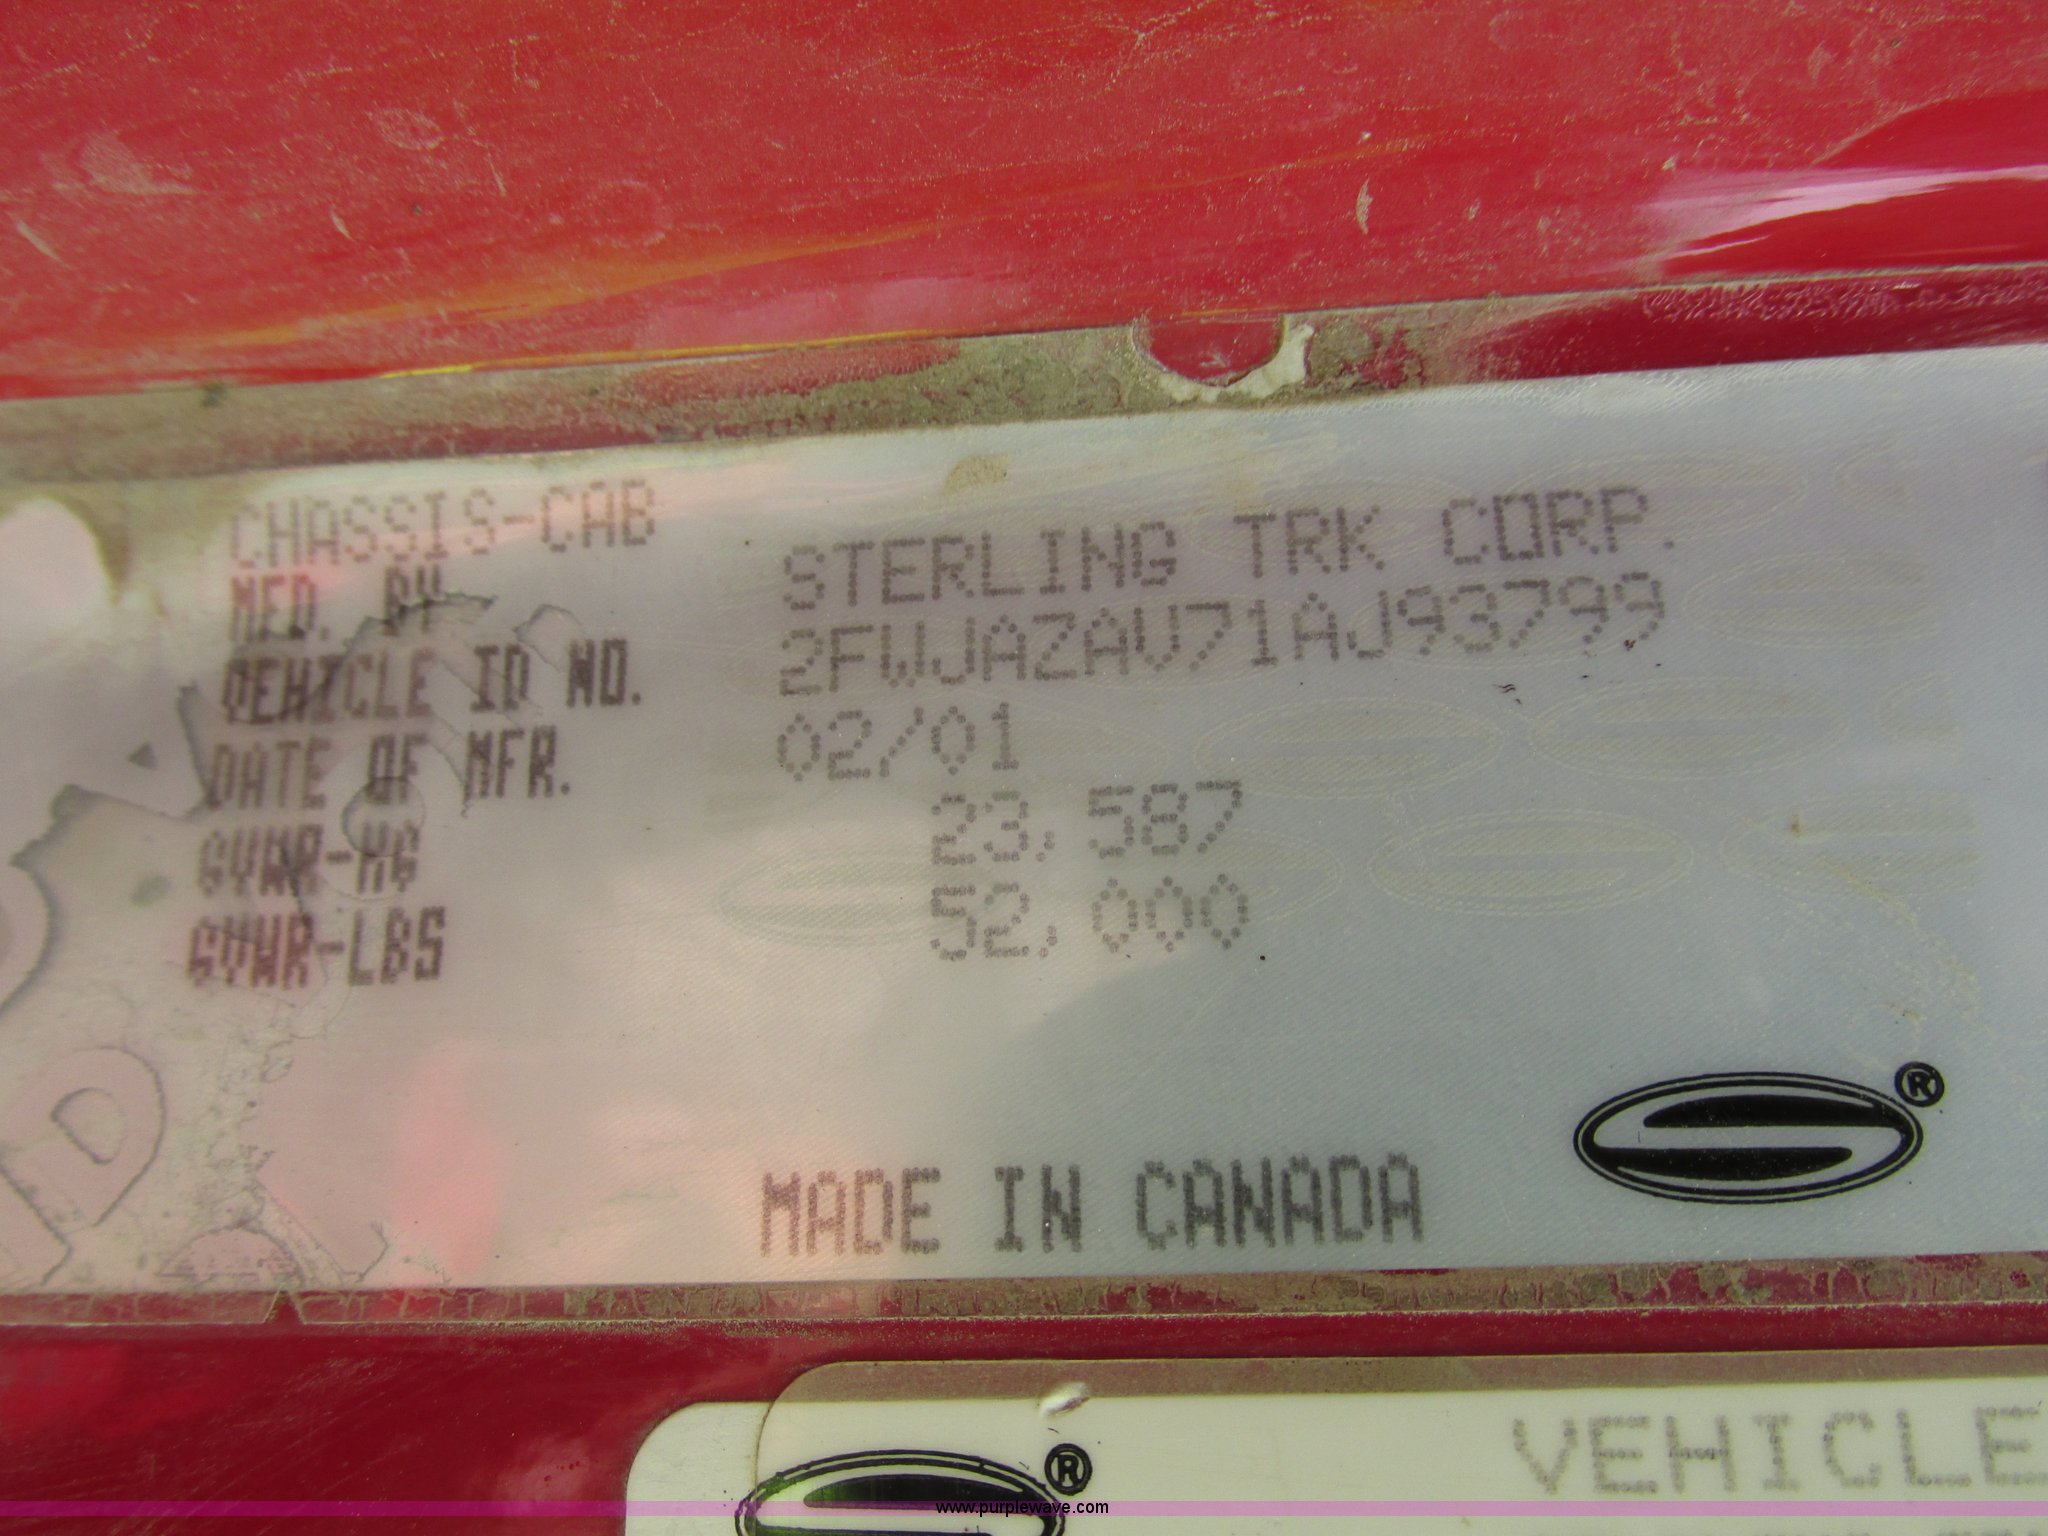 CHASSIS-CAB
MFD. BY STERLING TRK CORP.
VEHICLE ID NO. 2FWJAZAV71AJ93799
DATE OF MFR. 02/01
GVWR-KG 23,587
GVWR-LBS 52,000
MADE IN CANADA
®
® VEHICLE
www.purplewave.com